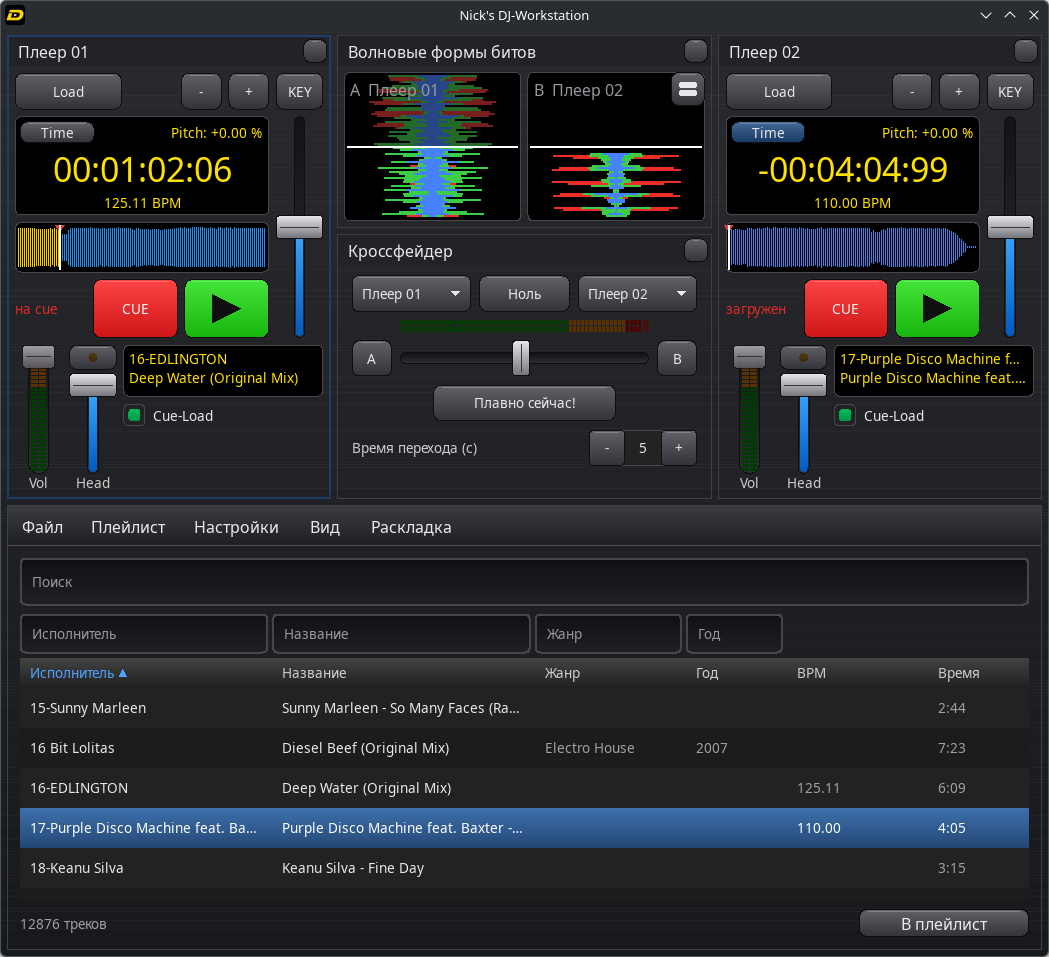 Nick's DJ-Workstation
Плеер 01
Load
-
+
KEY
Time
Pitch: +0.00 %
00:01:02:06
125.11 BPM
на cue
CUE
16-EDLINGTON
Deep Water (Original Mix)
Cue-Load
Vol
Head
Волновые формы битов
A Плеер 01
B Плеер 02
Кроссфейдер
Плеер 01
Ноль
Плеер 02
A
B
Плавно сейчас!
Время перехода (с)
-
5
+
Плеер 02
Load
-
+
KEY
Time
Pitch: +0.00 %
-00:04:04:99
110.00 BPM
загружен
CUE
17-Purple Disco Machine f...
Purple Disco Machine feat....
Cue-Load
Vol
Head
Файл Плейлист Настройки Вид Раскладка
Поиск
Исполнитель Название Жанр Год
Исполнитель Название Жанр Год BPM Время
15-Sunny Marleen Sunny Marleen - So Many Faces (Ra... 2:44
16 Bit Lolitas Diesel Beef (Original Mix) Electro House 2007 7:23
16-EDLINGTON Deep Water (Original Mix) 125.11 6:09
17-Purple Disco Machine feat. Ba... Purple Disco Machine feat. Baxter -... 110.00 4:05
18-Keanu Silva Keanu Silva - Fine Day 3:15
12876 треков
В плейлист